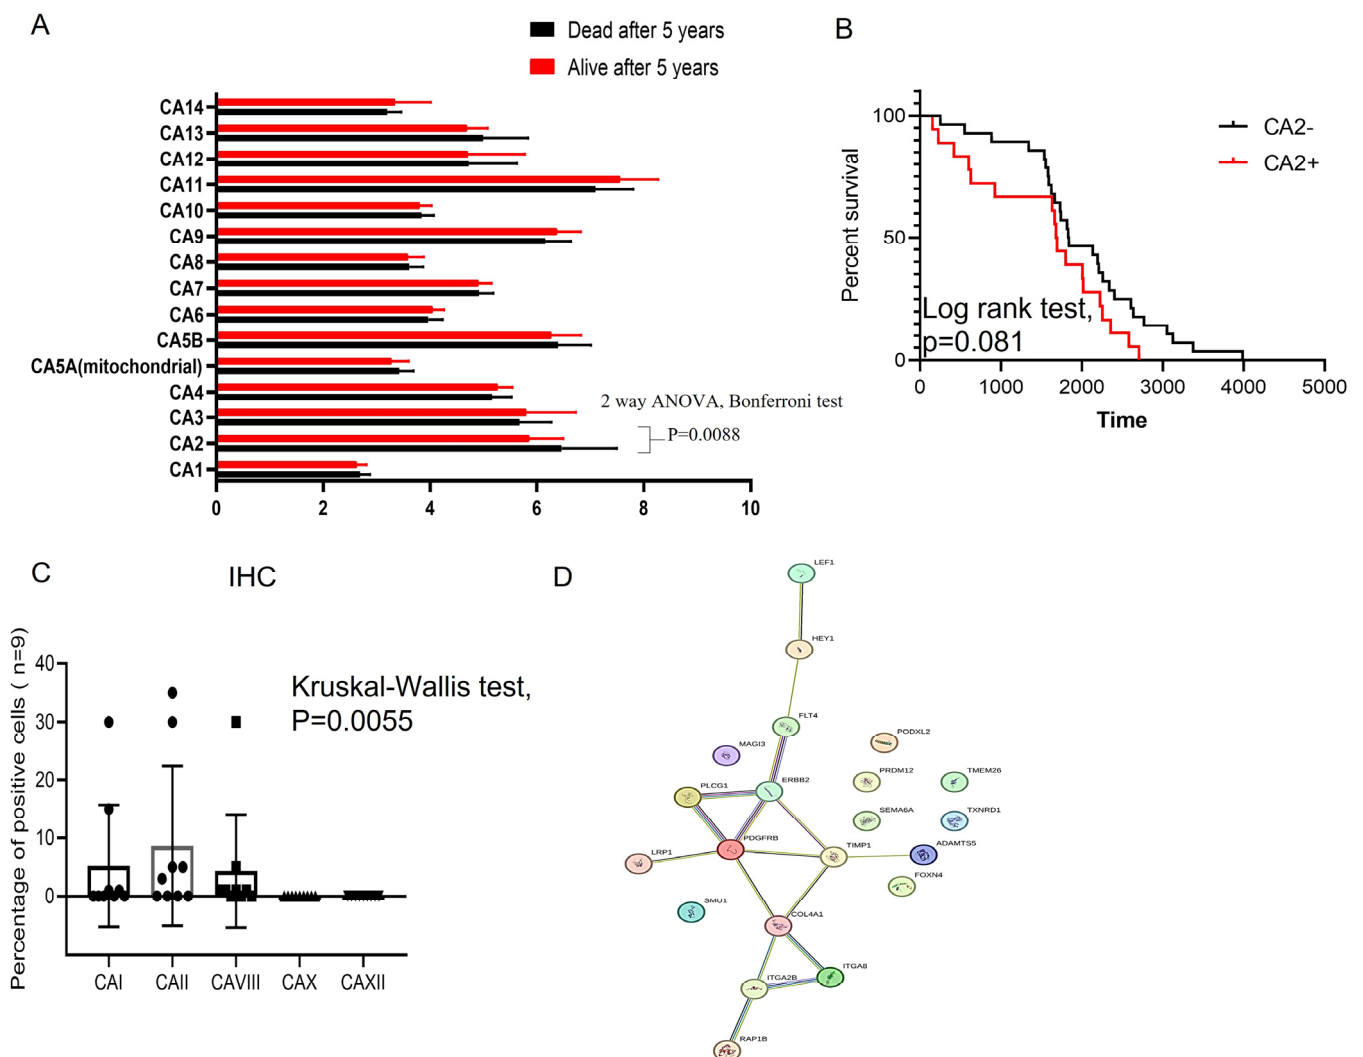 A
Dead after 5 years
Alive after 5 years
CA14
CA13
CA12
CA11
CA10
CA9
CA8
CA7
CA6
CA5B
CA5A(mitochondrial)
CA4
CA3
CA2
CA1
2 way ANOVA, Bonferroni test
P=0.0088
0 2 4 6 8 10
B
Percent survival
100
50
0
CA2-
CA2+
Log rank test,
p=0.081
0 1000 2000 3000 4000 5000
Time
C
IHC
Percentage of positive cells ( n=9)
40
30
20
10
0
Kruskal-Wallis test,
P=0.0055
CAI CAII CAVIII CAX CAXII
D
LEF1
HEY1
FLT4
PODXL2
MAGI3
PRDM12
TMEM26
ERBB2
PLCG1
SEMA6A
TXNRD1
PDGFRB
TIMP1
ADAMTS5
LRP1
FOXN4
SMU1
COL4A1
ITGA2B
ITGA8
RAP1B